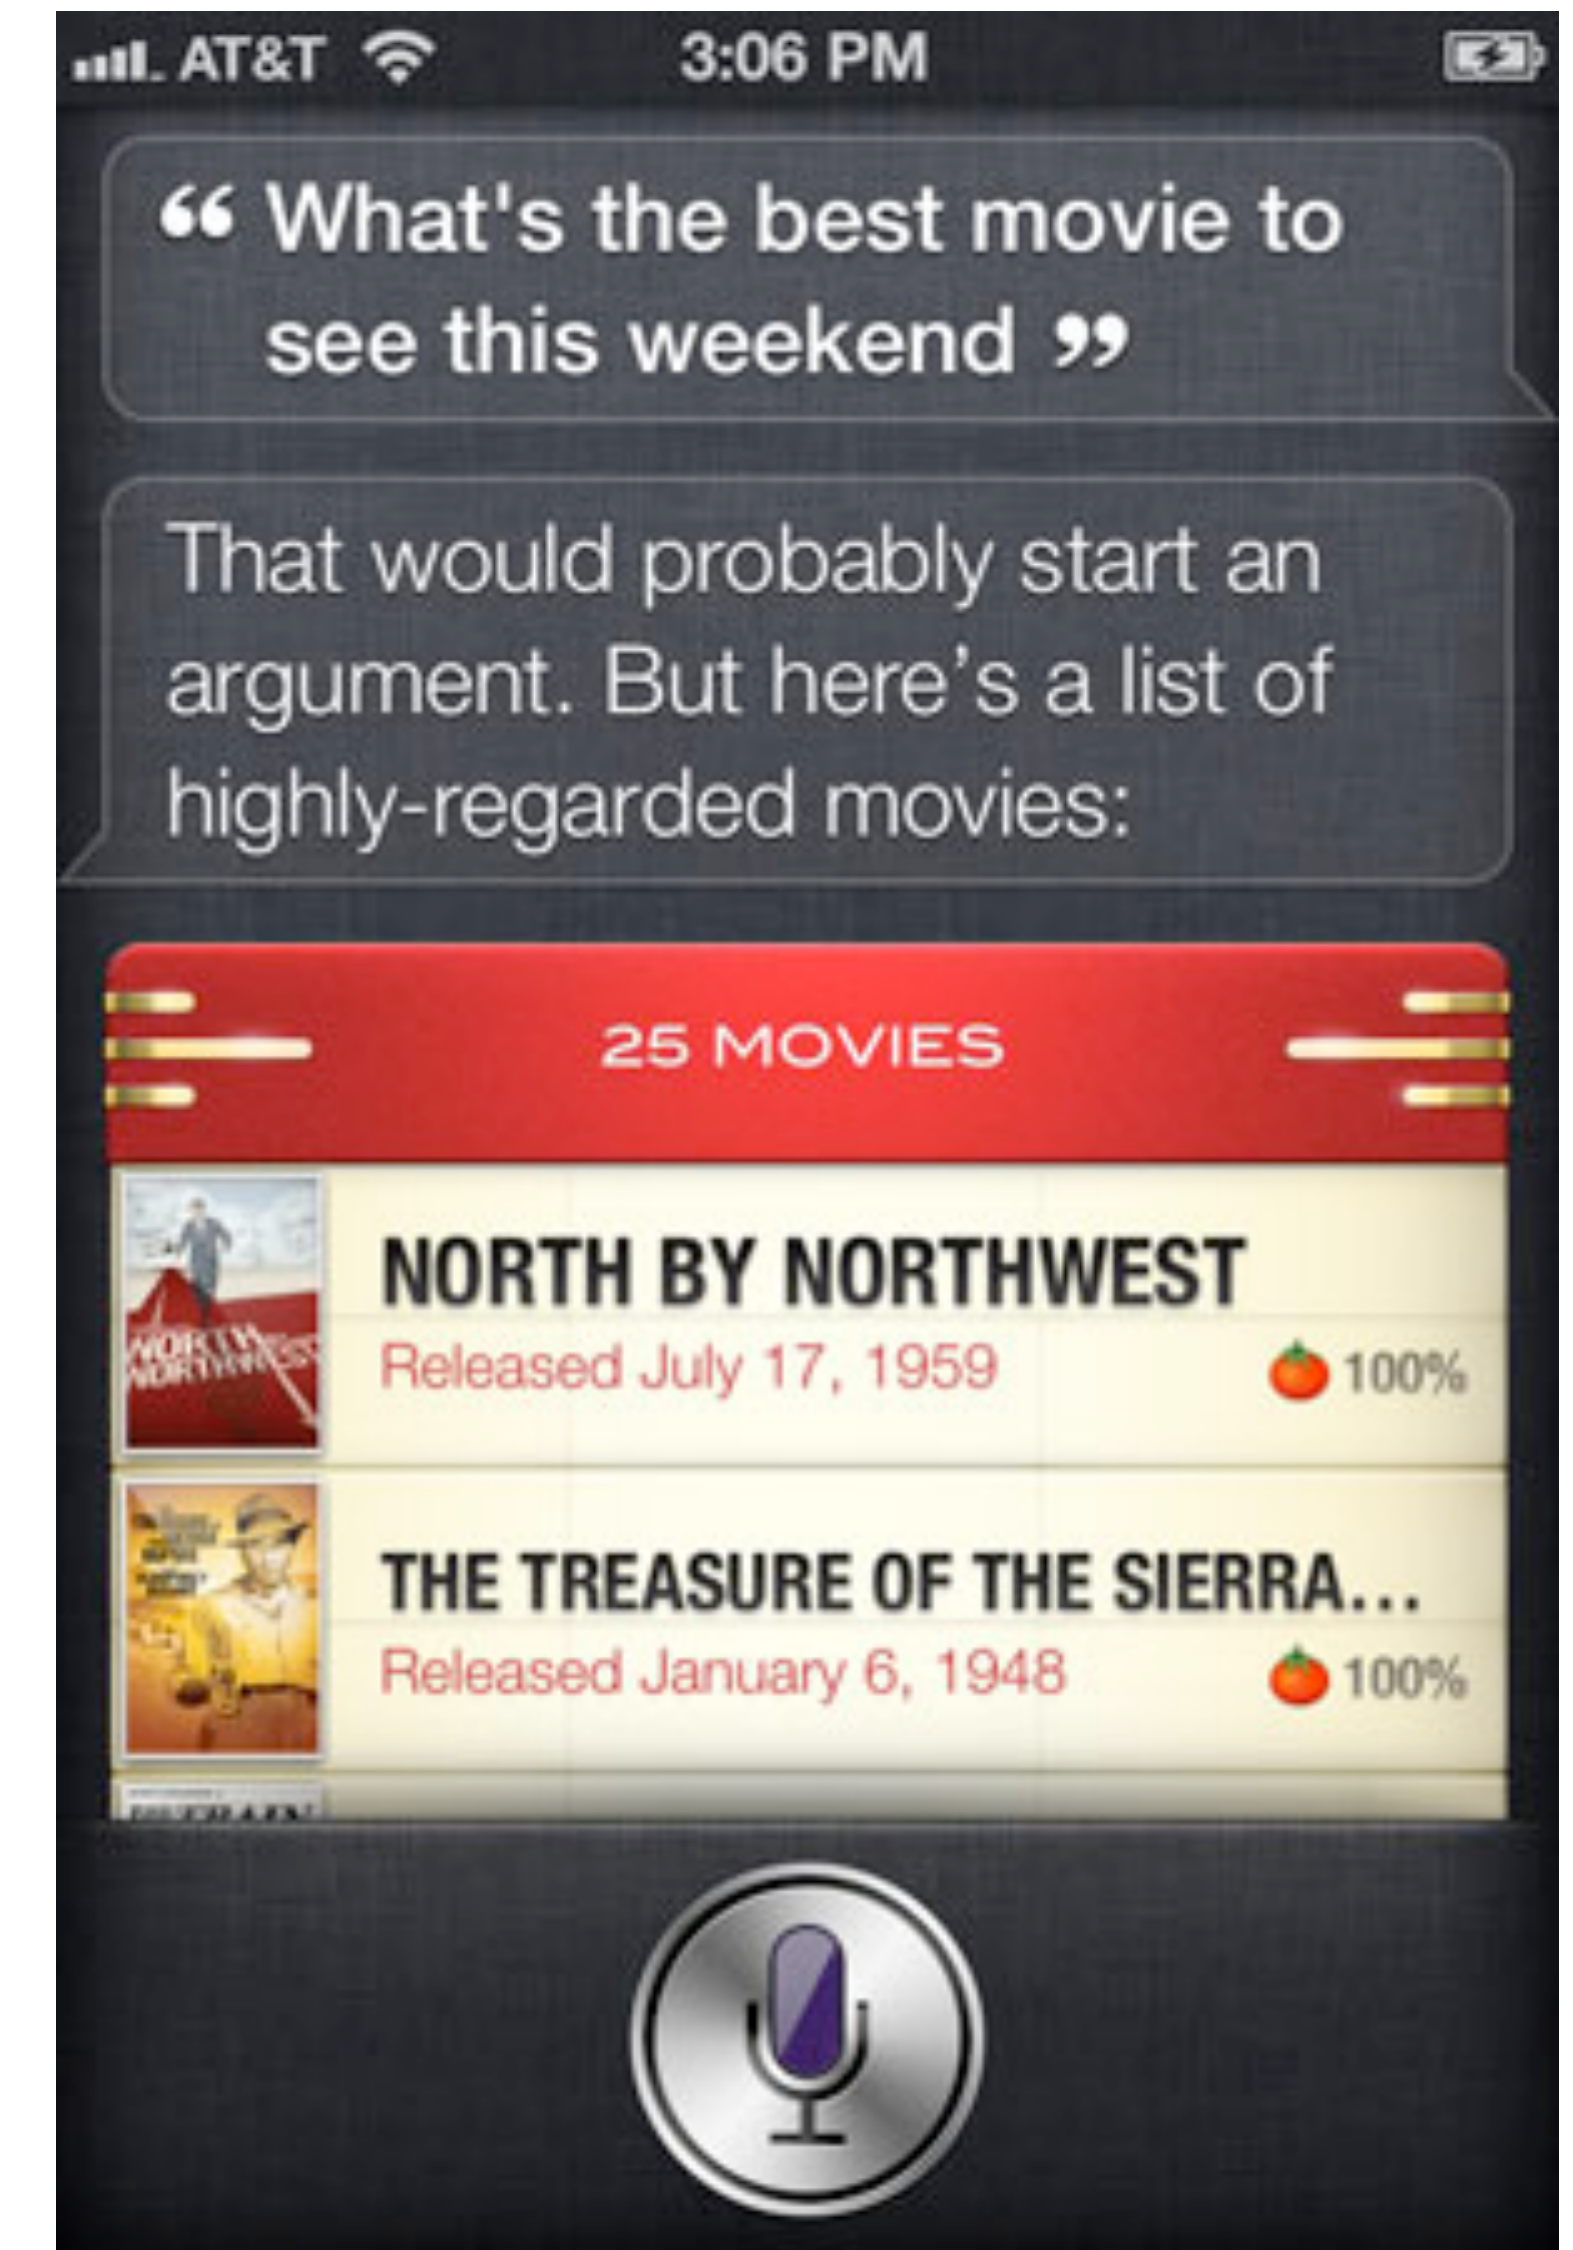 AT&T 3:06 PM
“ What's the best movie to
see this weekend ”
That would probably start an
argument. But here’s a list of
highly-regarded movies:
25 MOVIES
NORTH BY NORTHWEST
Released July 17, 1959 100%
NORTH
NORTHWEST
THE TREASURE OF THE SIERRA...
Released January 6, 1948 100%